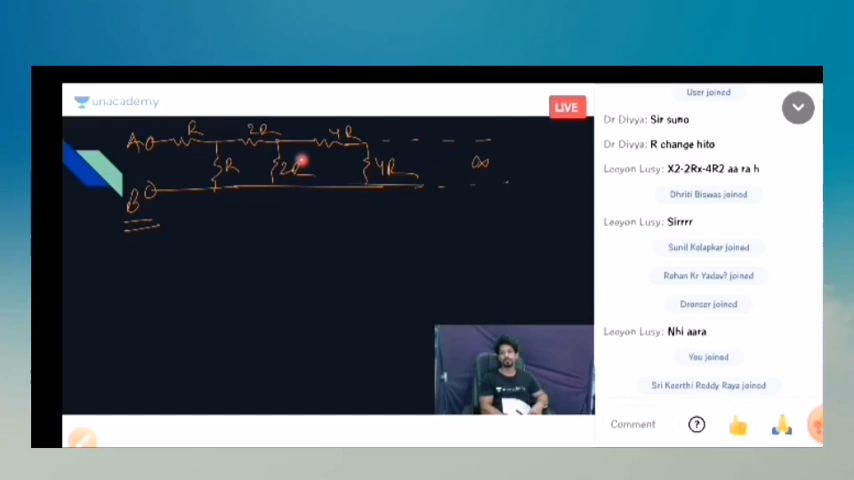 unacademy
LIVE
A
R
2R
4R
R
2R
4R
∞
B
User joined
Dr Divya: Sir suno
Dr Divya: R change hito
Leeyon Lusy: X2-2Rx-4R2 aa ra h
Dhriti Biswas joined
Leeyon Lusy: Sirrrr
Sunil Kolapkar joined
Rohan Kr Yadav? joined
Dronser joined
Leeyon Lusy: Nhi aara
You joined
Sri Keerthi Reddy Raya joined
Comment
?